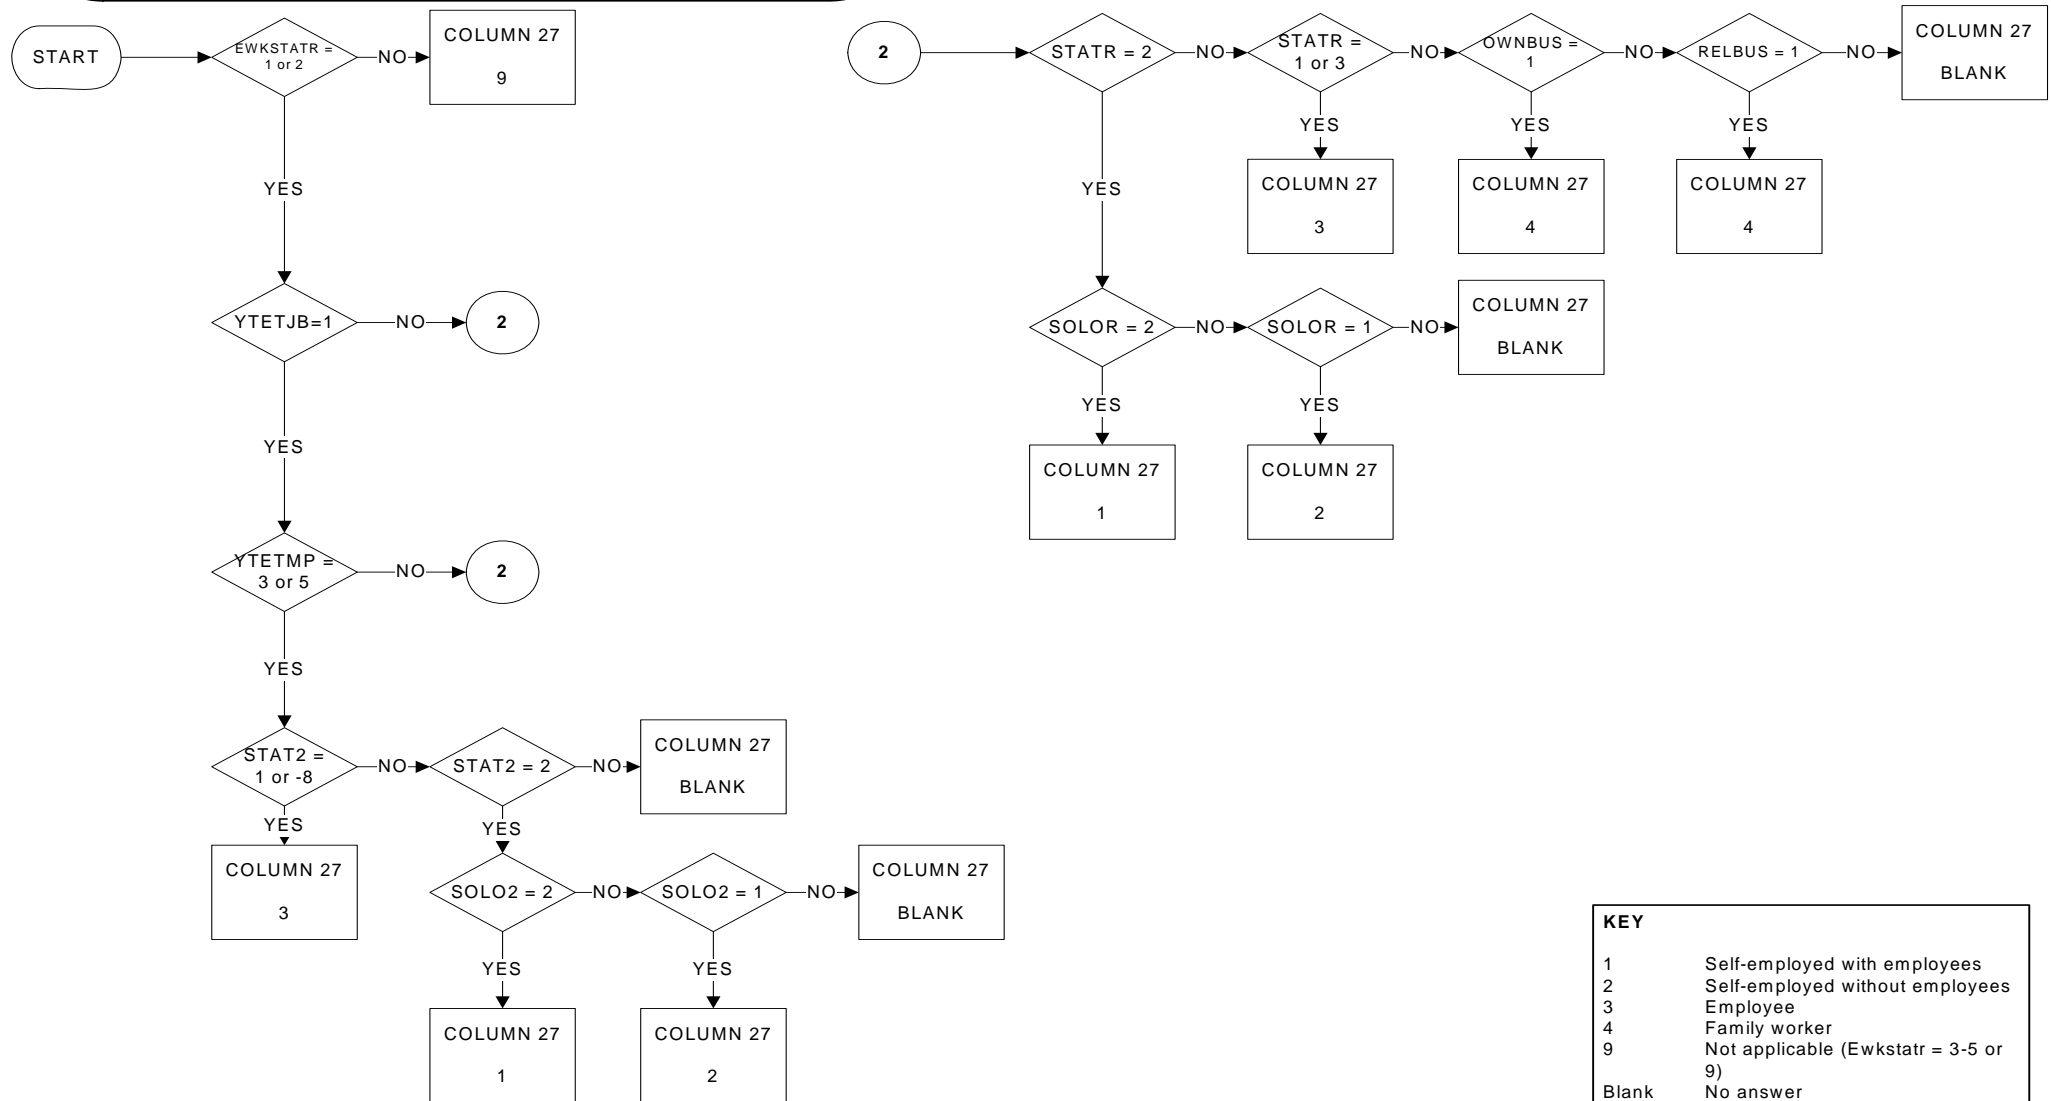 START
EWKSTATR =
1 or 2
NO
COLUMN 27
9
YES
YTETJB=1
NO
2
YES
YTETMP =
3 or 5
NO
2
YES
STAT2 =
1 or -8
NO
STAT2 = 2
NO
COLUMN 27
BLANK
YES
COLUMN 27
3
YES
SOLO2 = 2
NO
SOLO2 = 1
NO
COLUMN 27
BLANK
YES
COLUMN 27
1
YES
COLUMN 27
2
2
STATR = 2
NO
STATR =
1 or 3
NO
OWNBUS =
1
NO
RELBUS = 1
NO
COLUMN 27
BLANK
YES
COLUMN 27
3
YES
COLUMN 27
4
YES
COLUMN 27
4
YES
SOLOR = 2
NO
SOLOR = 1
NO
COLUMN 27
BLANK
YES
COLUMN 27
1
YES
COLUMN 27
2
KEY
1 Self-employed with employees
2 Self-employed without employees
3 Employee
4 Family worker
9 Not applicable (Ewkstatr = 3-5 or
9)
Blank No answer